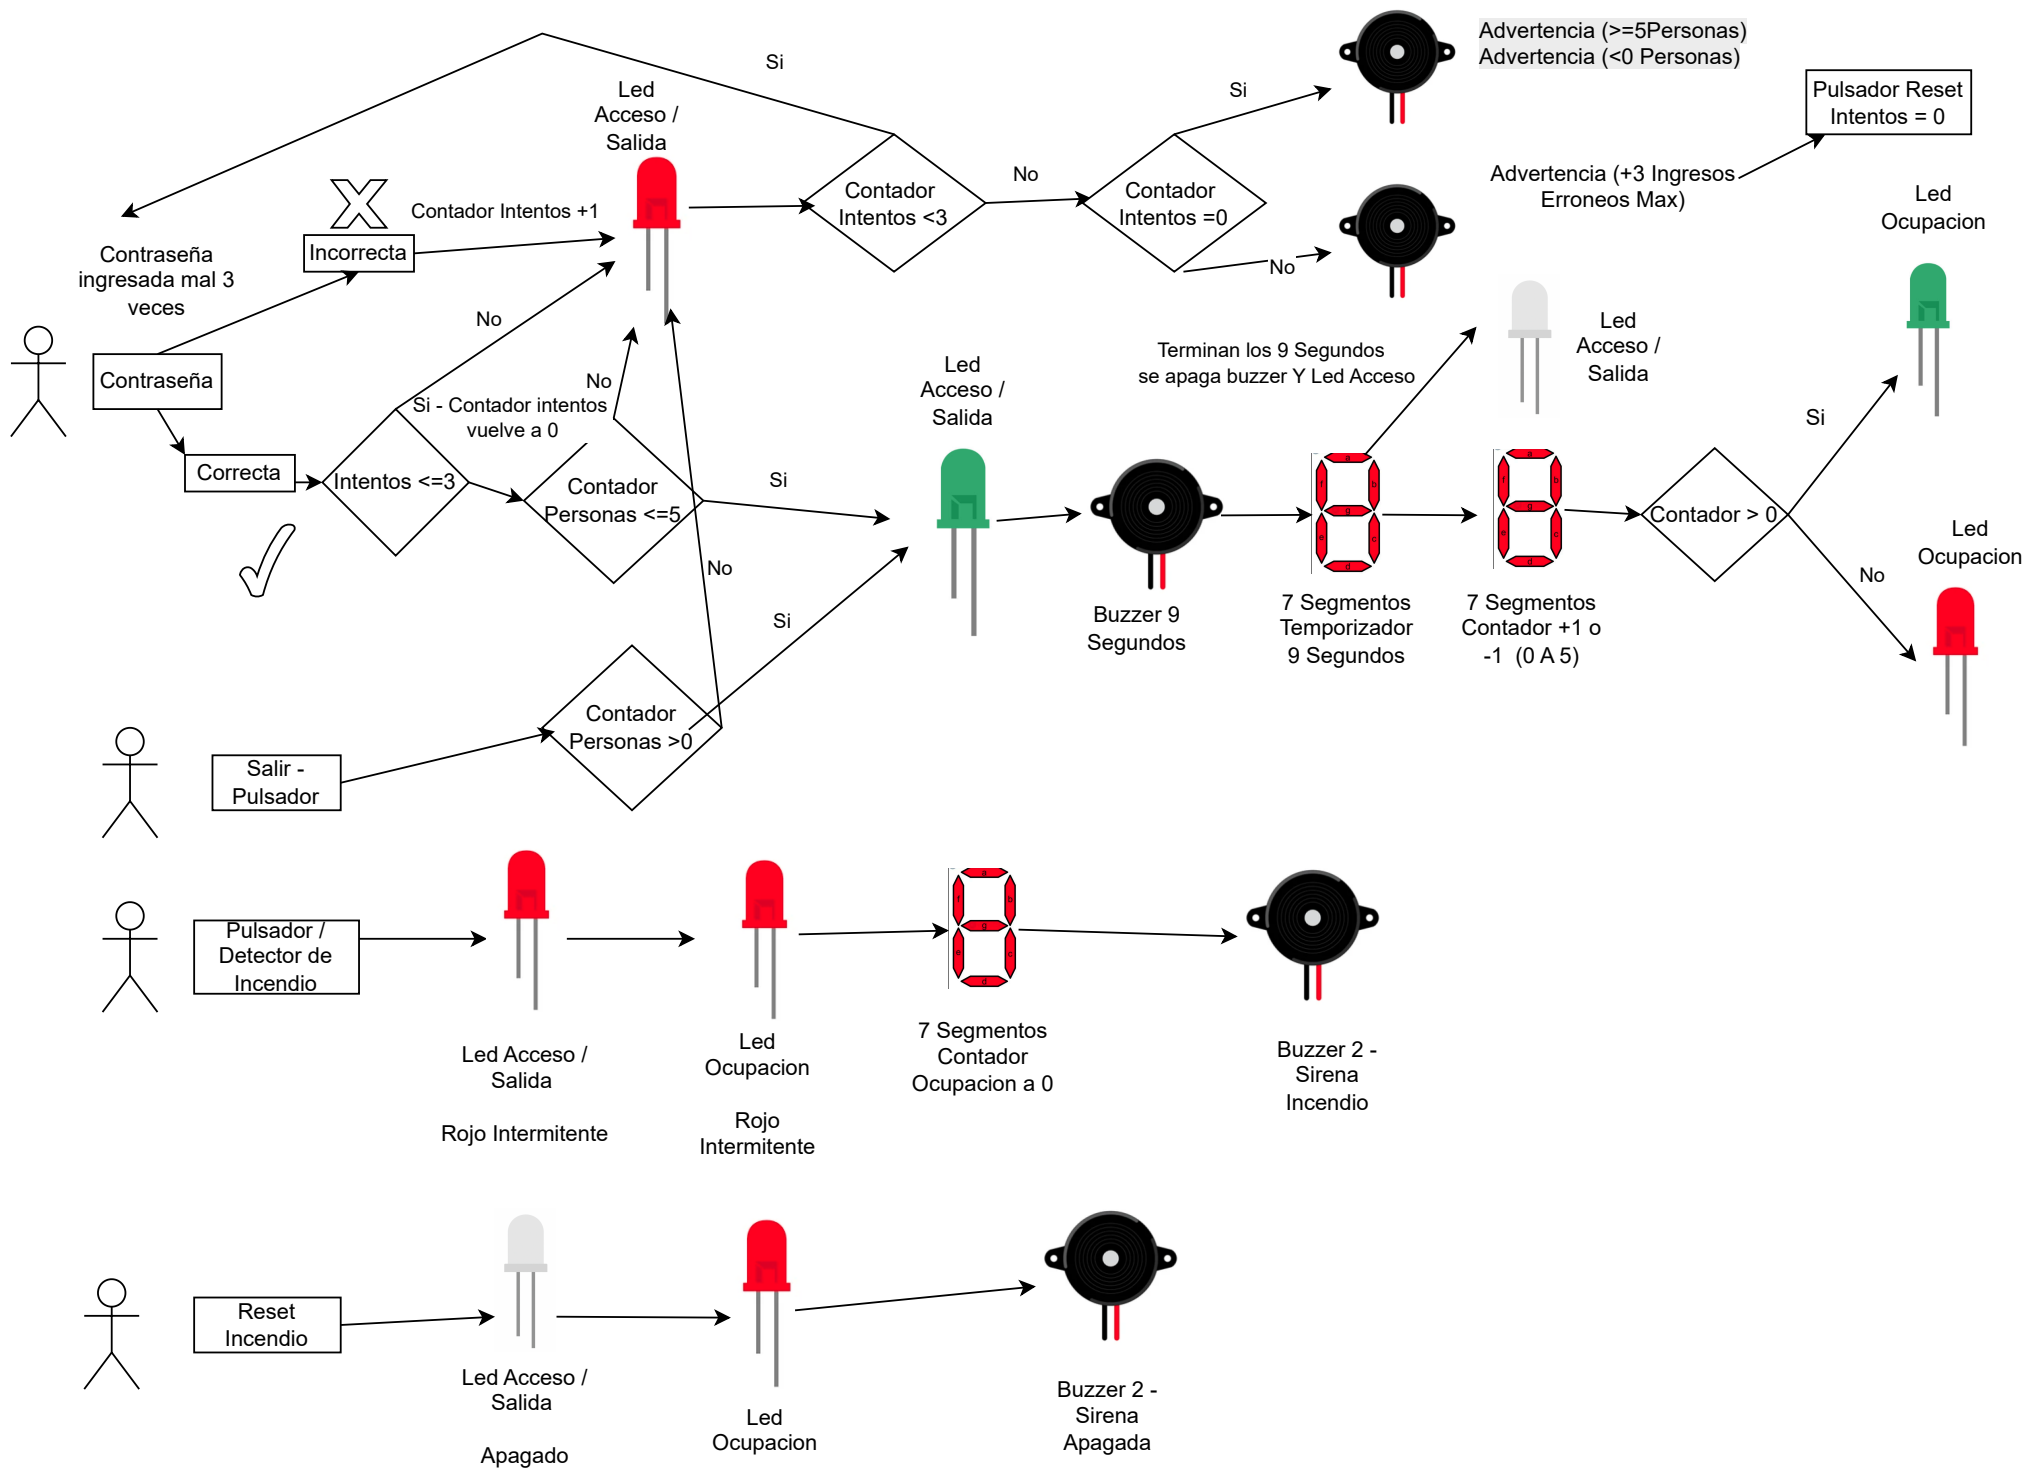 Advertencia (>=5Personas)
Advertencia (<0 Personas)
Si
Led
Acceso /
Salida
Si
Pulsador Reset
Intentos = 0
Contador
Intentos <3
No
Contador
Intentos =0
Advertencia (+3 Ingresos
Erroneos Max)
Led
Ocupacion
Contador Intentos +1
Incorrecta
Contraseña
ingresada mal 3
veces
No
No
Contraseña
Si - Contador intentos
vuelve a 0
No
Led
Acceso /
Salida
Terminan los 9 Segundos
se apaga buzzer Y Led Acceso
Led
Acceso /
Salida
Si
Correcta
Intentos <=3
Contador
Personas <=5
Si
a
f
b
g
e
c
d
a
f
b
g
e
c
d
Contador > 0
Led
Ocupacion
No
No
Si
Buzzer 9
Segundos
7 Segmentos
Temporizador
9 Segundos
7 Segmentos
Contador +1 o
-1 (0 A 5)
Contador
Personas >0
Salir -
Pulsador
Pulsador /
Detector de
Incendio
a
f
b
g
e
c
d
Led Acceso /
Salida
Rojo Intermitente
Led
Ocupacion
Rojo
Intermitente
7 Segmentos
Contador
Ocupacion a 0
Buzzer 2 -
Sirena
Incendio
Reset
Incendio
Led Acceso /
Salida
Apagado
Led
Ocupacion
Buzzer 2 -
Sirena
Apagada